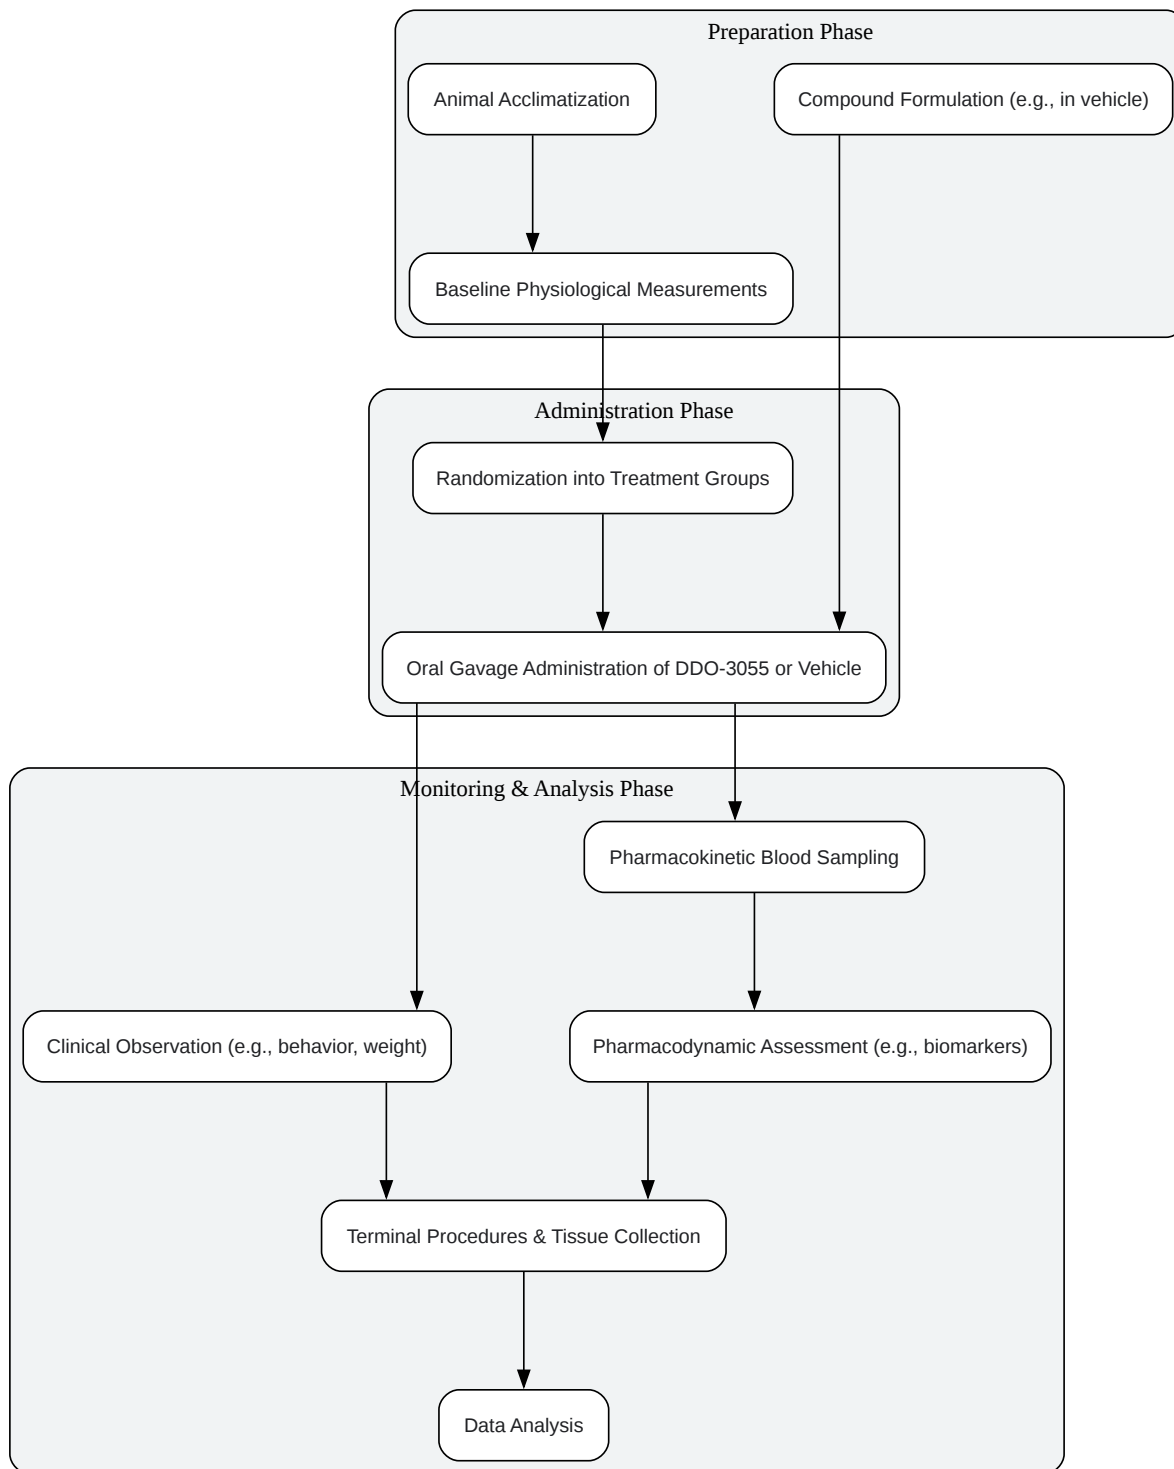 Preparation Phase
Animal Acclimatization
Compound Formulation (e.g., in vehicle)
Baseline Physiological Measurements
Administration Phase
Randomization into Treatment Groups
Oral Gavage Administration of DDO-3055 or Vehicle
Monitoring & Analysis Phase
Pharmacokinetic Blood Sampling
Clinical Observation (e.g., behavior, weight)
Pharmacodynamic Assessment (e.g., biomarkers)
Terminal Procedures & Tissue Collection
Data Analysis